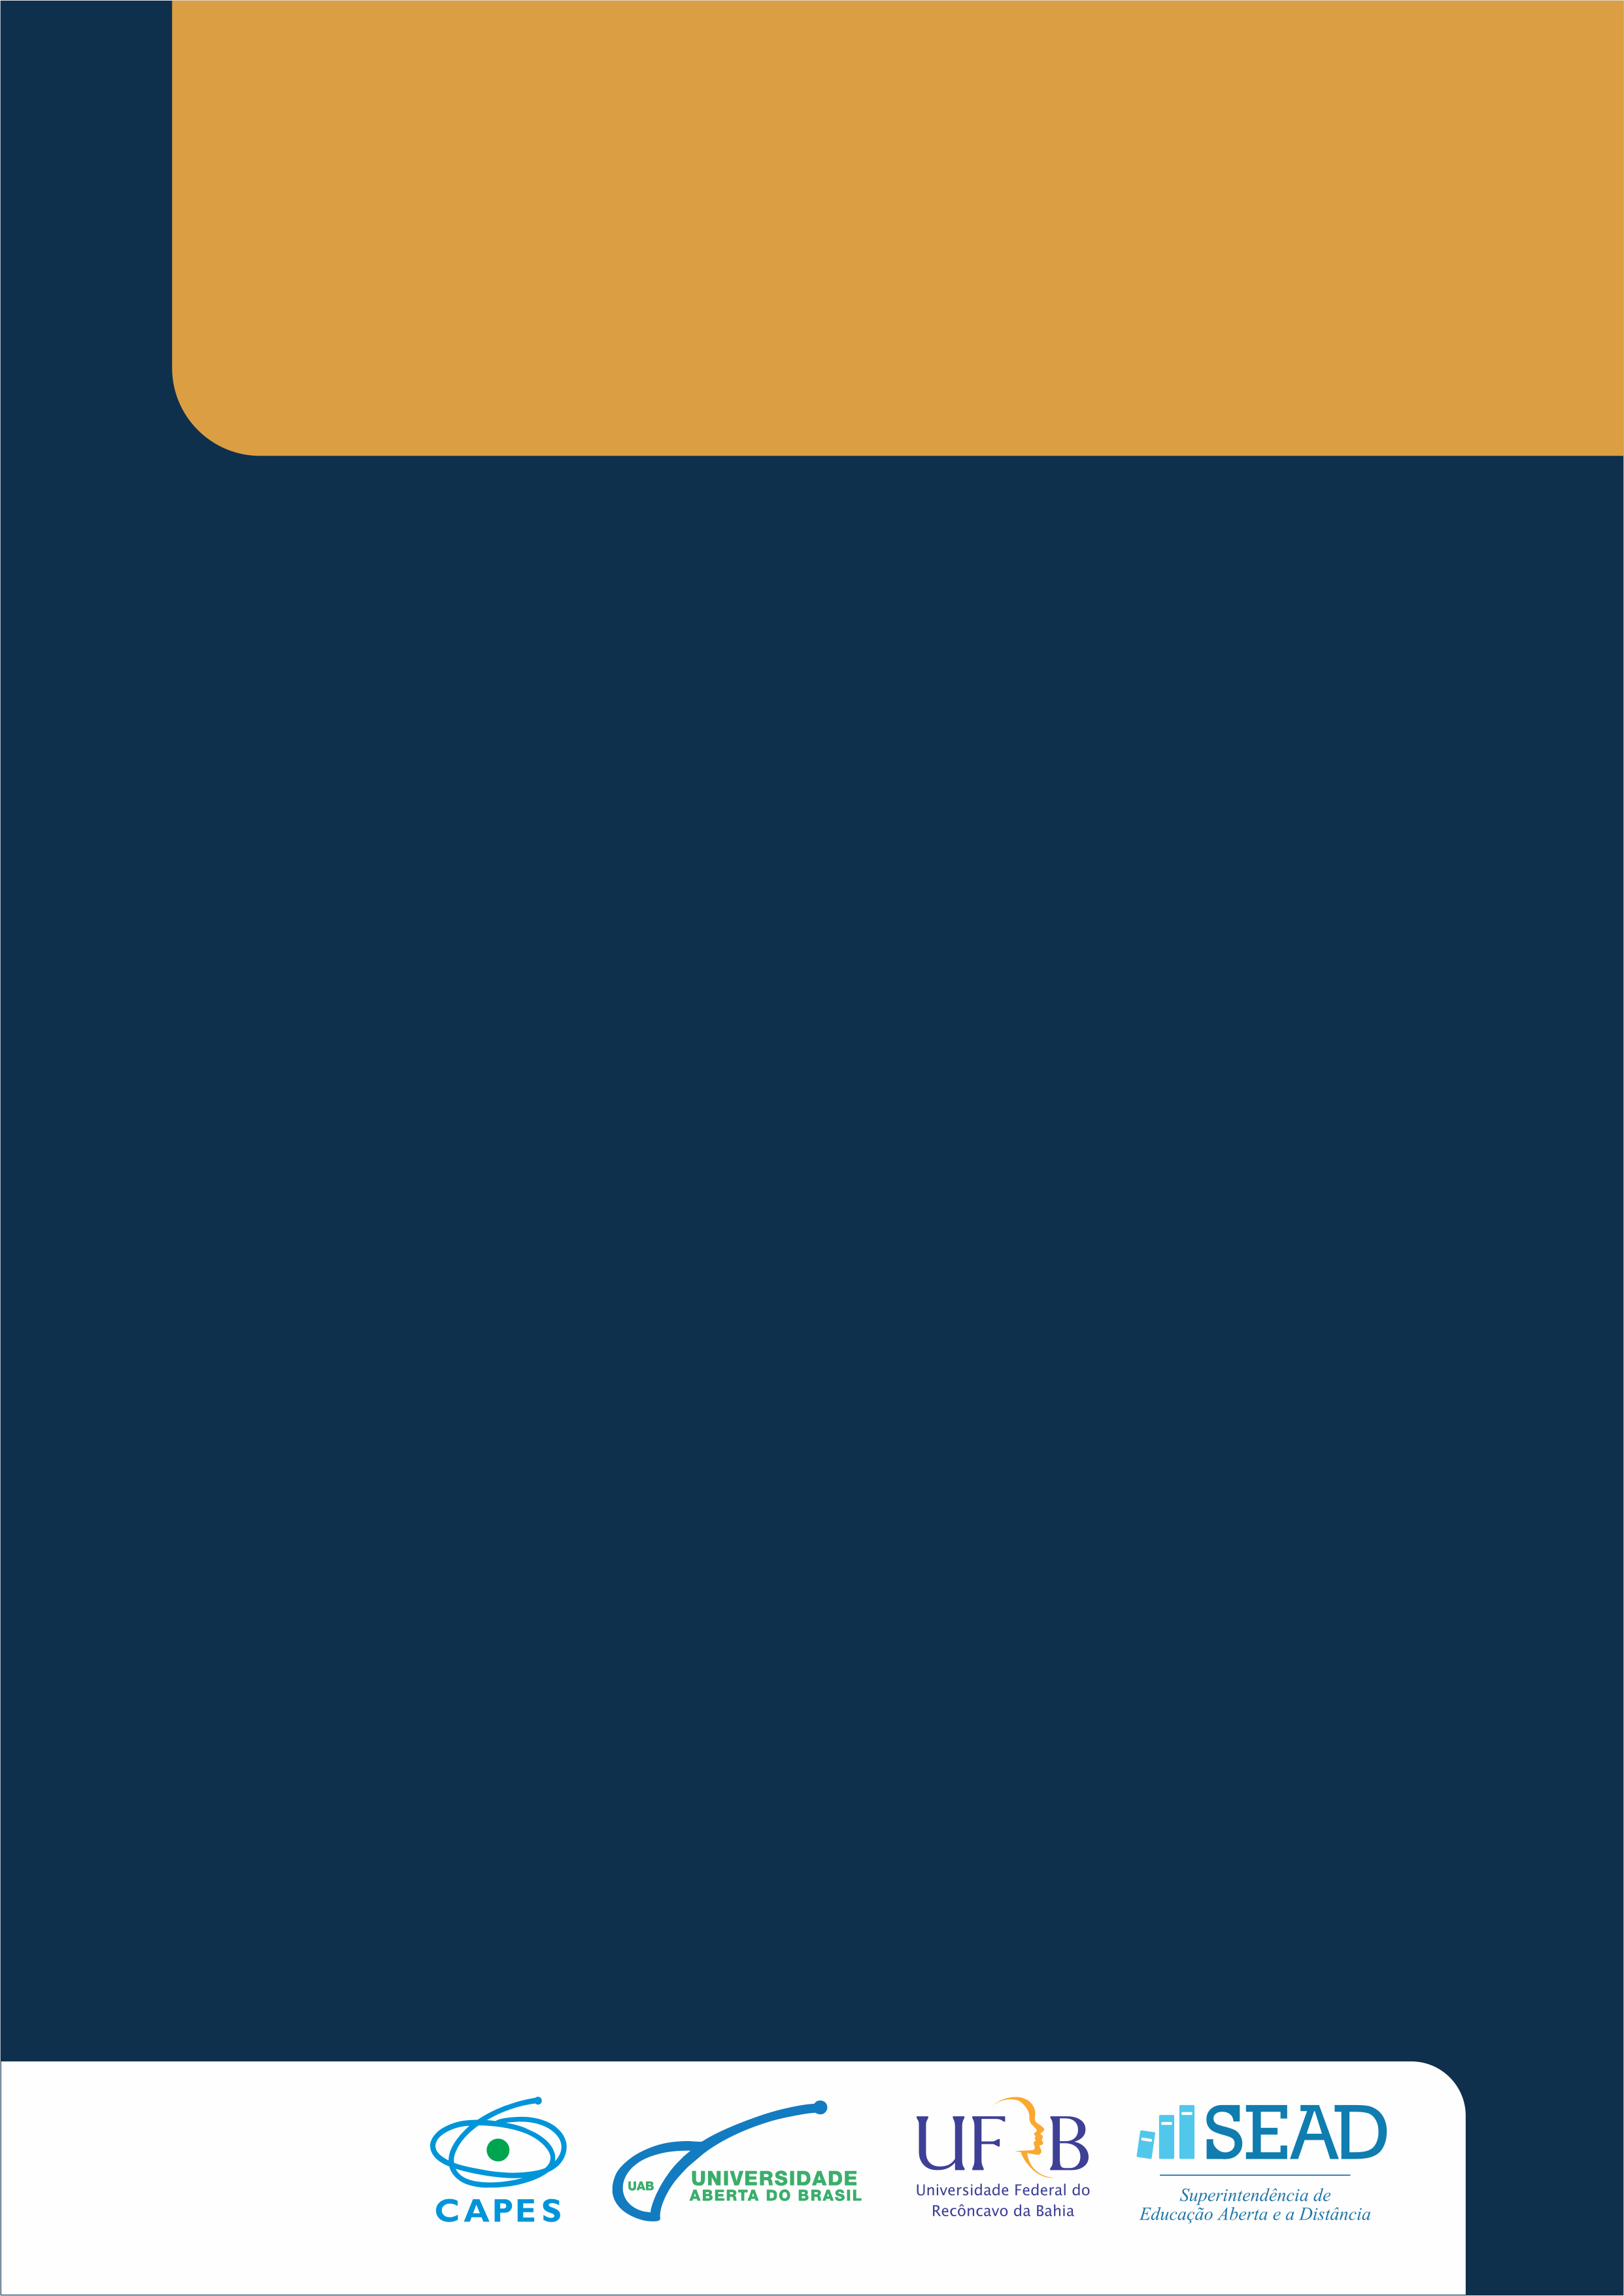 CAPES
UAB
UNIVERSIDADE
ABERTA DO BRASIL
UFRB
Universidade Federal do
Recôncavo da Bahia
SEAD
Superintendência de
Educação Aberta e a Distância